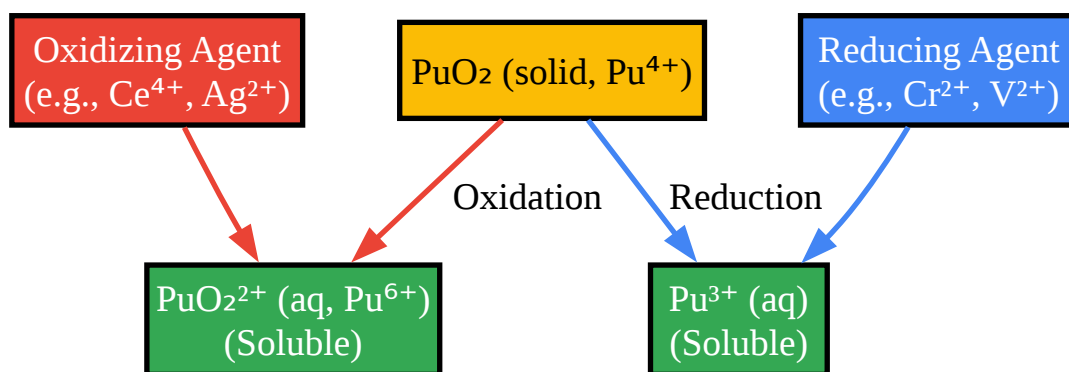 Oxidizing Agent
(e.g., Ce⁴⁺, Ag²⁺)
PuO₂ (solid, Pu⁴⁺)
Reducing Agent
(e.g., Cr²⁺, V²⁺)
Oxidation
Reduction
PuO₂²⁺ (aq, Pu⁶⁺)
(Soluble)
Pu³⁺ (aq)
(Soluble)